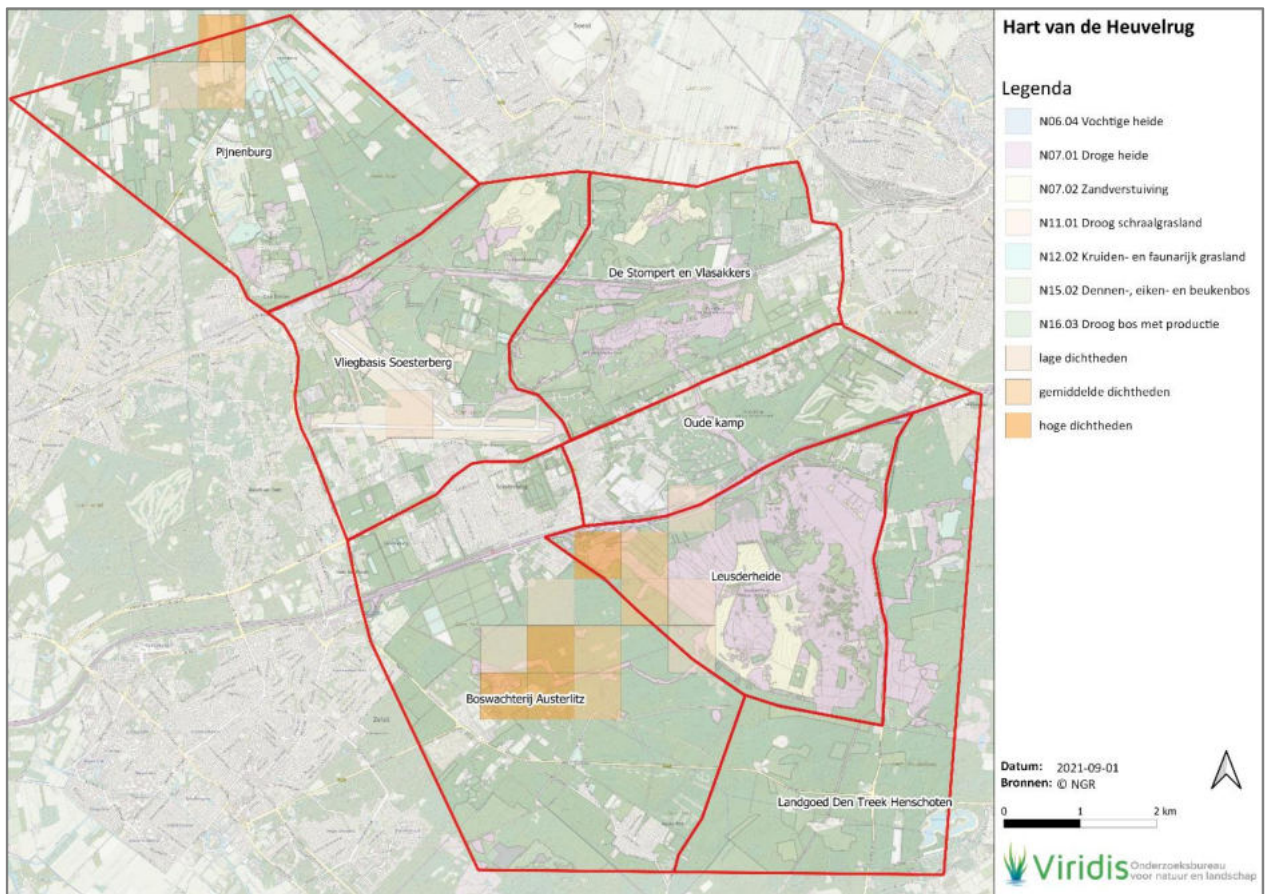 Hart van de Heuvelrug
Legenda
N06.04 Vochtige heide
N07.01 Droge heide
N07.02 Zandverstuiving
N11.01 Droog schraalgrasland
N12.02 Kruiden- en faunarijk grasland
N15.02 Dennen-, eiken- en beukenbos
N16.03 Droog bos met productie
lage dichtheden
gemiddelde dichtheden
hoge dichtheden
Pijnenburg
De Stompert en Vlasakkers
Vliegbasis Soesterberg
Oude kamp
Leusderheide
Boswachterij Austerlitz
Landgoed Den Treek Henschoten
Datum: 2021-09-01
Bronnen: © NGR
0 1 2 km
Viridis Onderzoeksbureau
voor natuur en landschap